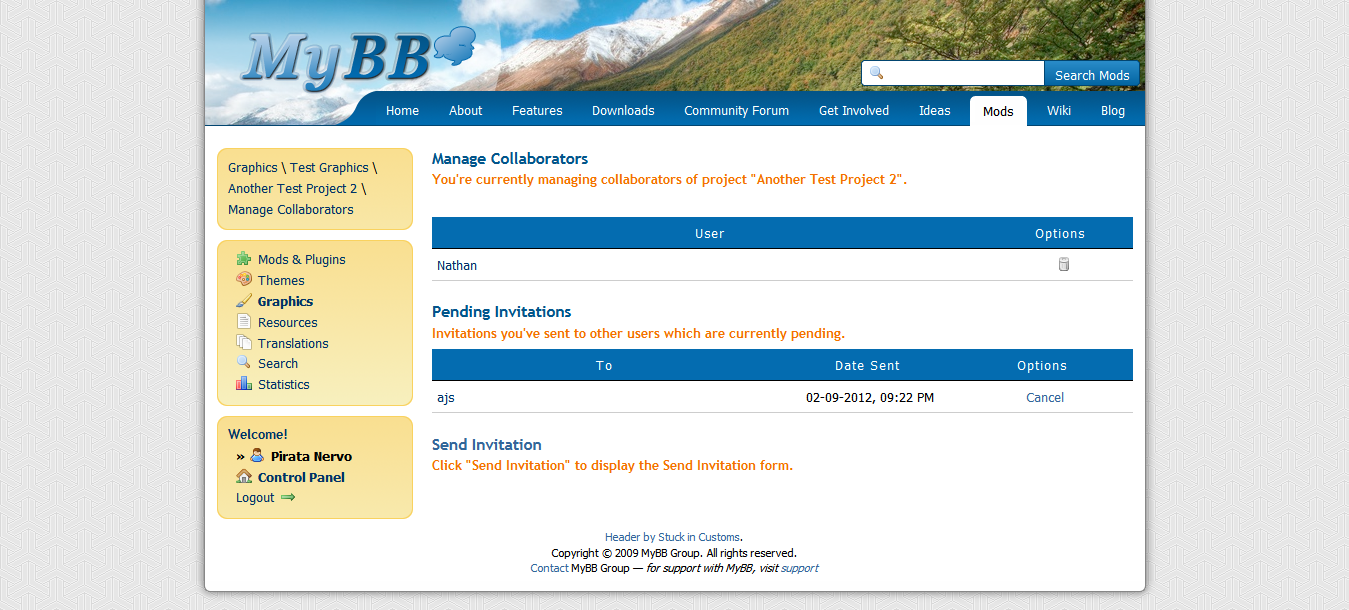 MyBB
Search Mods
Home About Features Downloads Community Forum Get Involved Ideas Mods Wiki Blog
Graphics \ Test Graphics \
Another Test Project 2 \
Manage Collaborators
Mods & Plugins
Themes
Graphics
Resources
Translations
Search
Statistics
Welcome!
» Pirata Nervo
Control Panel
Logout
Manage Collaborators
You're currently managing collaborators of project "Another Test Project 2".
User Options
Nathan
Pending Invitations
Invitations you've sent to other users which are currently pending.
To Date Sent Options
ajs 02-09-2012, 09:22 PM Cancel
Send Invitation
Click "Send Invitation" to display the Send Invitation form.
Header by Stuck in Customs.
Copyright © 2009 MyBB Group. All rights reserved.
Contact MyBB Group — for support with MyBB, visit support